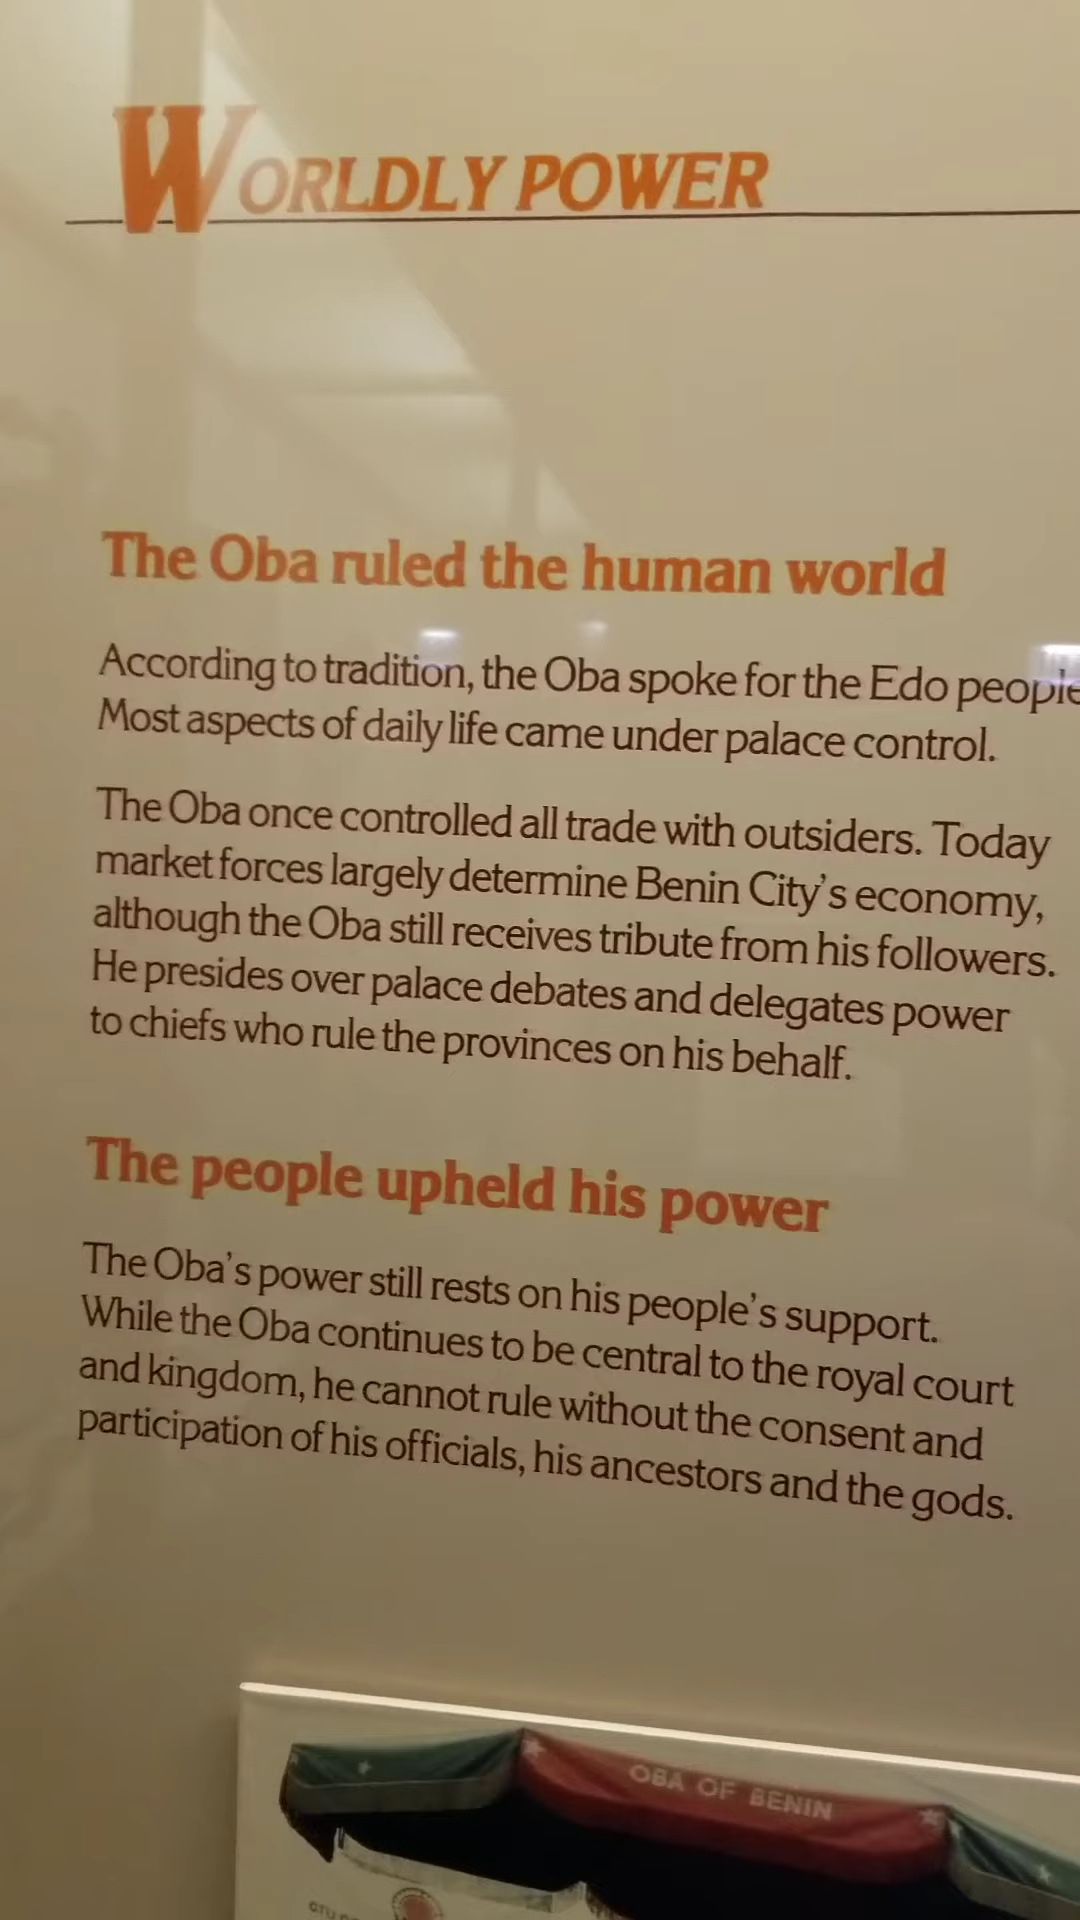 WORLDLY POWER
The Oba ruled the human world
According to tradition, the Oba spoke for the Edo people
Most aspects of daily life came under palace control.
The Oba once controlled all trade with outsiders. Today
market forces largely determine Benin City's economy,
although the Oba still receives tribute from his followers.
He presides over palace debates and delegates power
to chiefs who rule the provinces on his behalf.
The people upheld his power
The Oba's power still rests on his people's support.
While the Oba continues to be central to the royal court
and kingdom, he cannot rule without the consent and
participation of his officials, his ancestors and the gods.
OBA OF BENIN